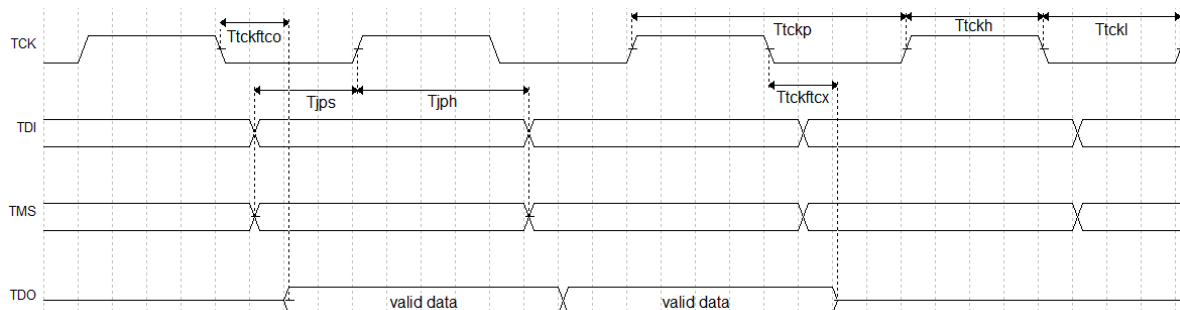 Ttckftco
TCK
Ttckp
Ttckh
Ttckl
Tjps
Tjph
Ttckftcx
TDI
TMS
TDO
valid data
valid data